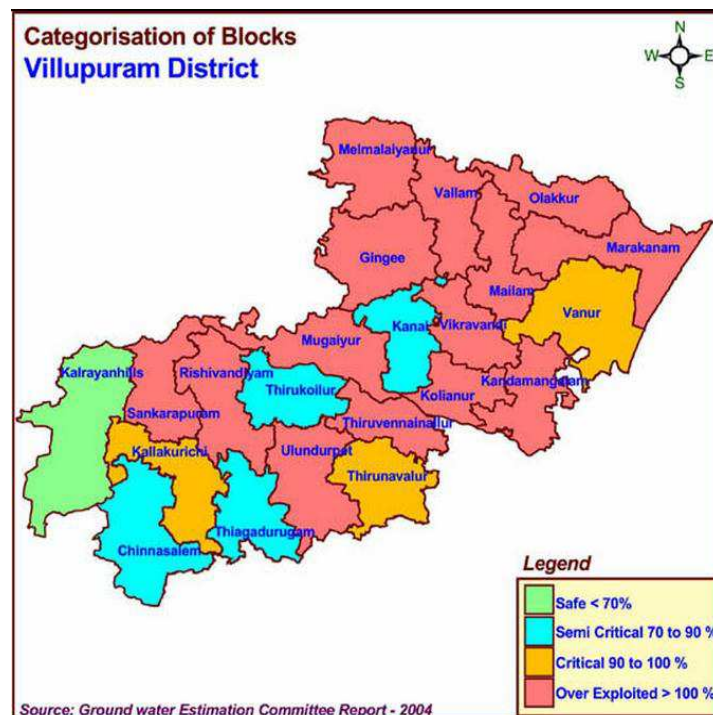 Categorisation of Blocks
Villupuram District
N
W E
S
Melmalaiyanur
Vallam
Olakkur
Marakanam
Gingee
Mailam
Vanur
Kanai
Vikravandi
Mugaiyur
Kalrayanhills
Rishivandiyam
Thirukoilur
Kandamangalam
Kolianur
Sankarapuram
Thiruvennainallur
Kallakurichi
Ulundurpet
Thirunavalur
Thiagadurugam
Chinnasalem
Legend
Safe < 70%
Semi Critical 70 to 90 %
Critical 90 to 100 %
Over Exploited > 100 %
Source: Ground water Estimation Committee Report - 2004